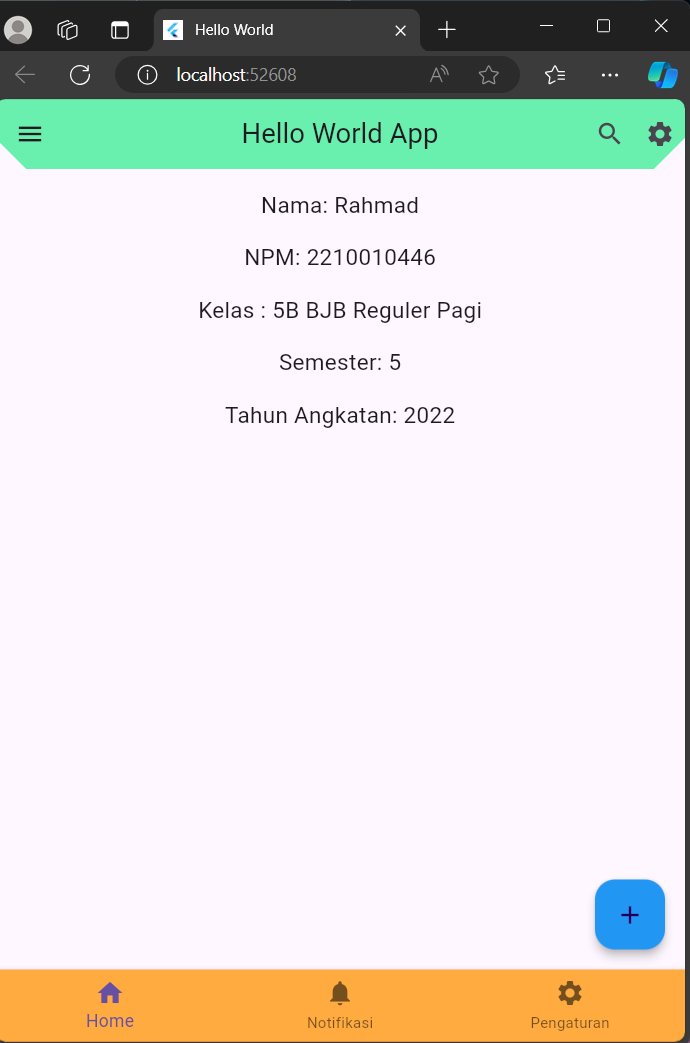 Hello World
localhost:52608
Hello World App
Nama: Rahmad
NPM: 2210010446
Kelas : 5B BJB Reguler Pagi
Semester: 5
Tahun Angkatan: 2022
Home
Notifikasi
Pengaturan